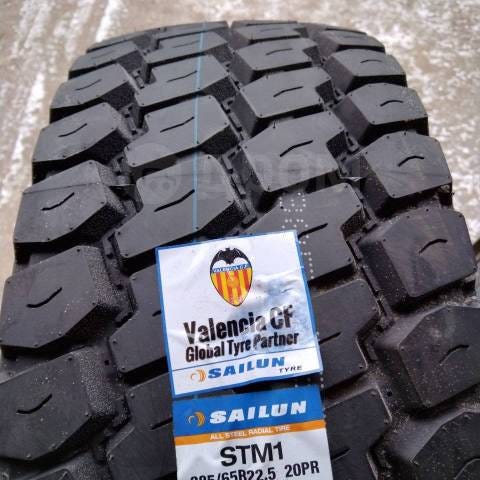 Valencia C.F.
Valencia CF
Global Tyre Partner
SAILUN
TYRE
SAILUN
ALL STEEL RADIAL TIRE
STM1
385/65R22.5 20PR